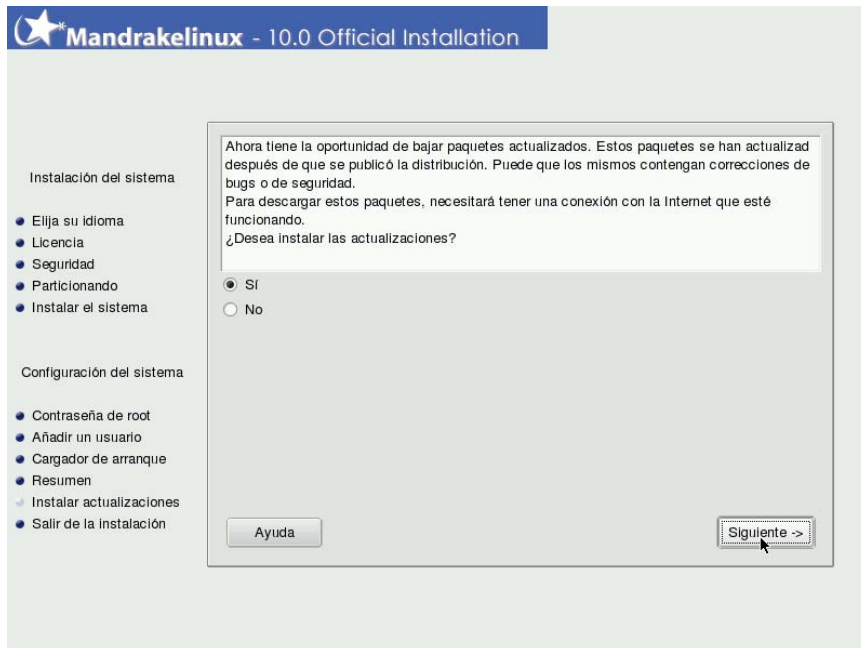 Mandrakelinux - 10.0 Official Installation
Instalación del sistema
Elija su idioma
Licencia
Seguridad
Particionando
Instalar el sistema
Configuración del sistema
Contraseña de root
Añadir un usuario
Cargador de arranque
Resumen
Instalar actualizaciones
Salir de la instalación
Ahora tiene la oportunidad de bajar paquetes actualizados. Estos paquetes se han actualizad
después de que se publicó la distribución. Puede que los mismos contengan correcciones de
bugs o de seguridad.
Para descargar estos paquetes, necesitará tener una conexión con la Internet que esté
funcionando.
¿Desea instalar las actualizaciones?
Sí
No
Ayuda
Siguiente ->